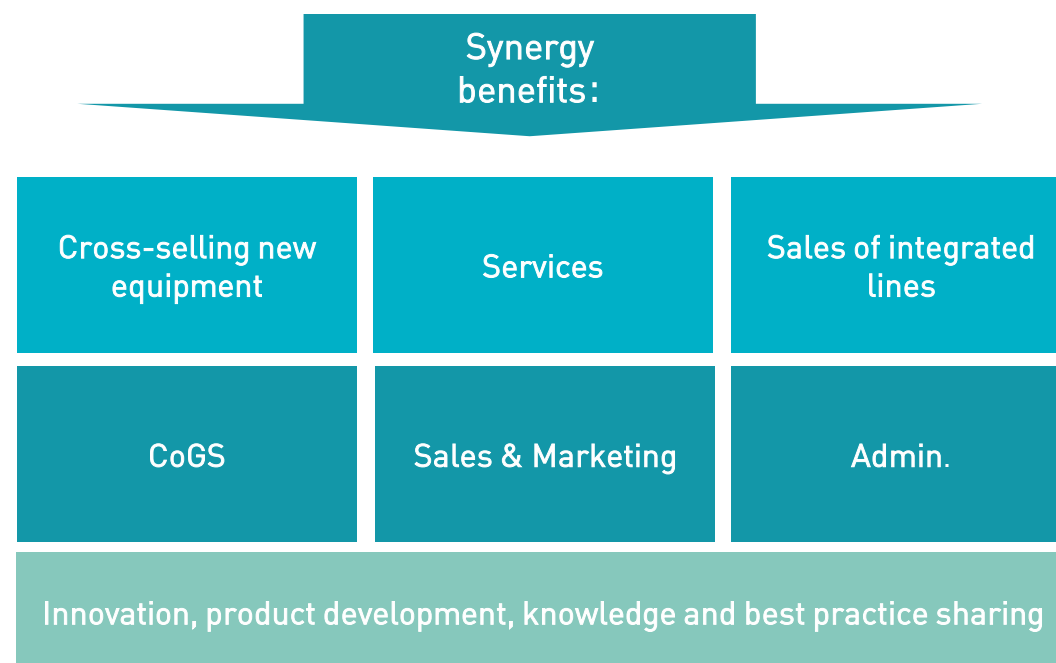 Synergy
benefits:
Cross-selling new
equipment
Services
Sales of integrated
lines
CoGS
Sales & Marketing
Admin.
Innovation, product development, knowledge and best practice sharing